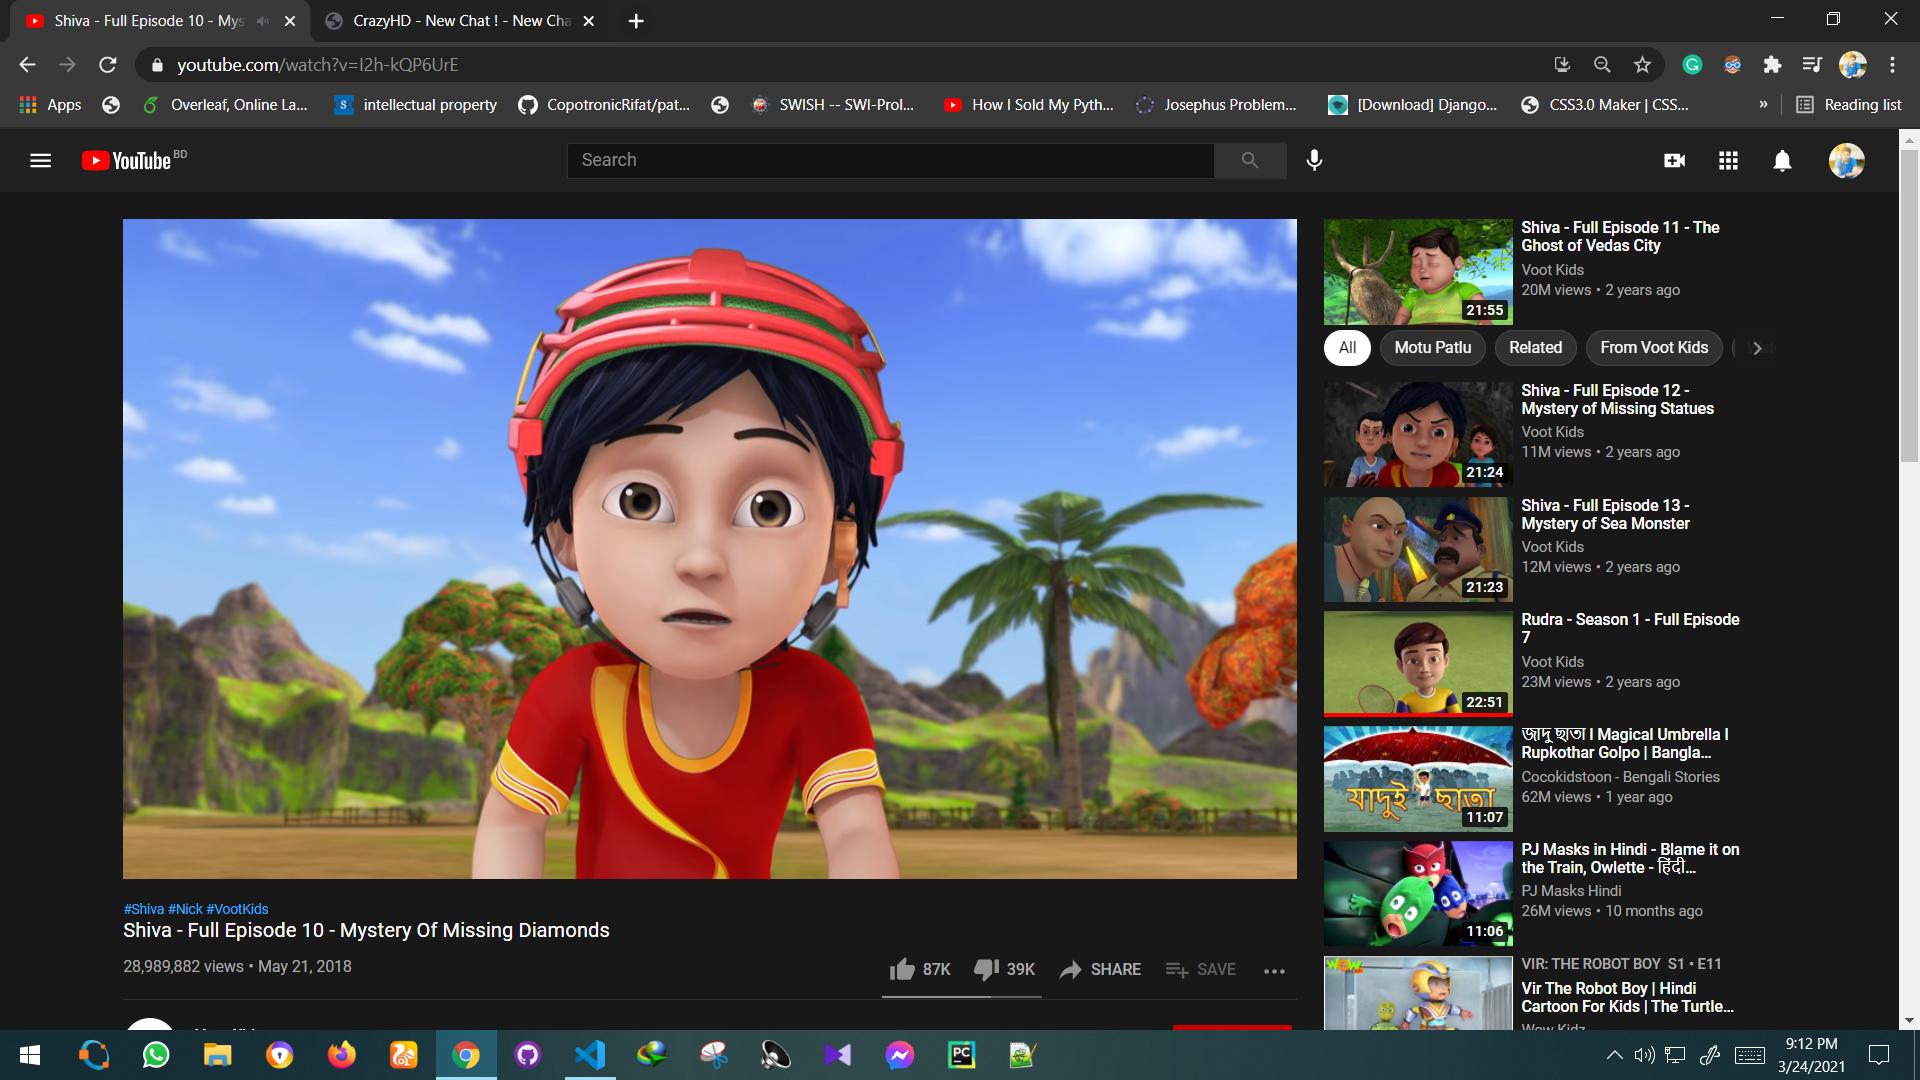 Shiva - Full Episode 10 - Mys
CrazyHD - New Chat ! - New Cha
youtube.com/watch?v=I2h-kQP6UrE
Apps
Overleaf, Online La...
intellectual property
CopotronicRifat/pat...
SWISH -- SWI-Prol...
How I Sold My Pyth...
Josephus Problem...
[Download] Django...
CSS3.0 Maker | CSS...
»
Reading list
YouTube BD
Search
Shiva - Full Episode 11 - The
Ghost of Vedas City
Voot Kids
20M views • 2 years ago
21:55
All
Motu Patlu
Related
From Voot Kids
Shiva - Full Episode 12 -
Mystery of Missing Statues
Voot Kids
11M views • 2 years ago
21:24
Shiva - Full Episode 13 -
Mystery of Sea Monster
Voot Kids
12M views • 2 years ago
21:23
Rudra - Season 1 - Full Episode
7
Voot Kids
23M views • 2 years ago
22:51
জাদু ছাতা l Magical Umbrella l
Rupkothar Golpo | Bangla...
Cocokidstoon - Bengali Stories
62M views • 1 year ago
যাদুই ছাতা
11:07
PJ Masks in Hindi - Blame it on
the Train, Owlette - हिंदी...
PJ Masks Hindi
26M views • 10 months ago
11:06
WOW
VIR: THE ROBOT BOY S1 • E11
Vir The Robot Boy | Hindi
Cartoon For Kids | The Turtle...
Wow Kidz
#Shiva #Nick #VootKids
Shiva - Full Episode 10 - Mystery Of Missing Diamonds
28,989,882 views • May 21, 2018
87K
39K
SHARE
SAVE
PC
9:12 PM
3/24/2021